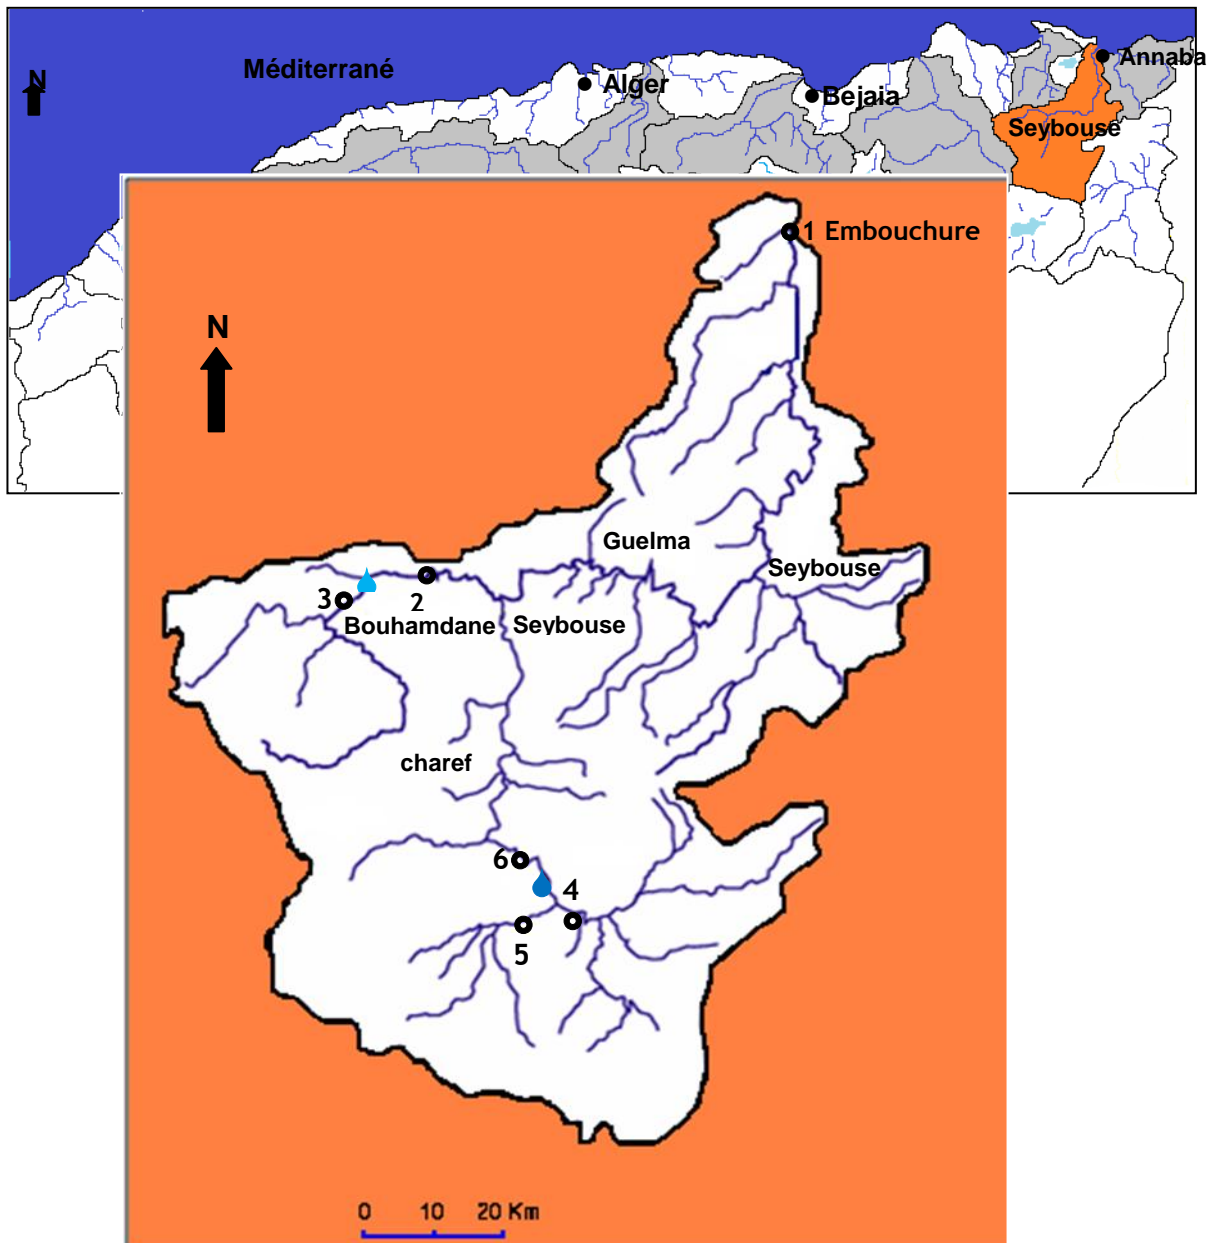 Méditerrané
N
Alger
Bejaia
Annaba
Seybouse
1 Embouchure
N
Guelma
Seybouse
3
2
Bouhamdane
Seybouse
charef
6
4
5
0 10 20 Km